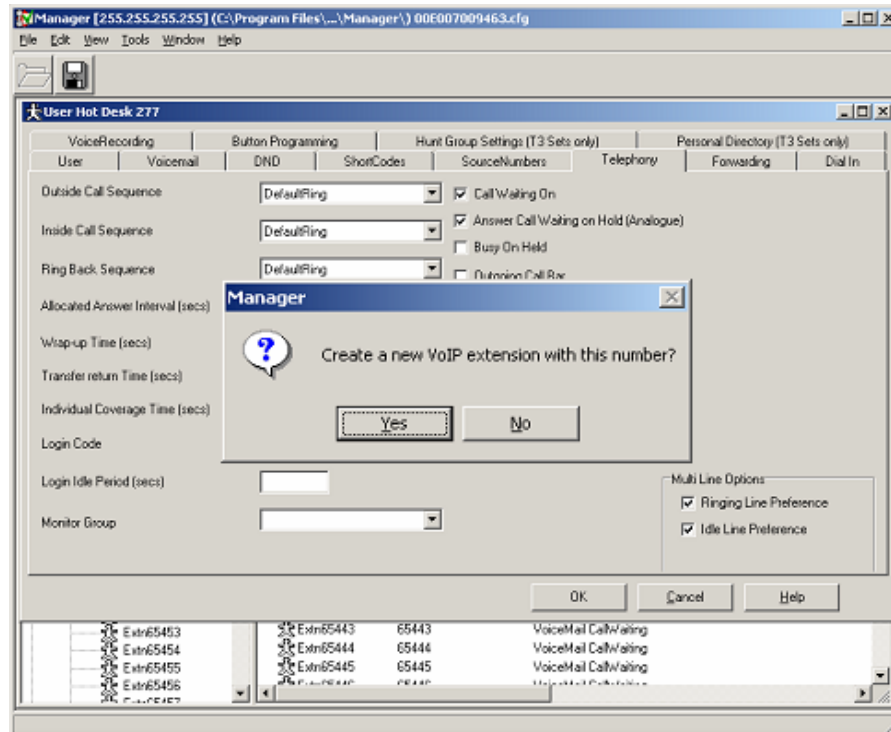 Manager [255.255.255.255] (C:\Program Files\...\Manager\) 00E007009463.cfg
File Edit View Tools Window Help
User Hot Desk 277
VoiceRecording Button Programming Hunt Group Settings (T3 Sets only) Personal Directory (T3 Sets only)
User Voicemail DND ShortCodes SourceNumbers Telephony Forwarding Dial In
Outside Call Sequence DefaultRing Call Waiting On
Answer Call Waiting on Hold (Analogue)
Inside Call Sequence DefaultRing
Busy On Held
Ring Back Sequence DefaultRing Outgoing Call Bar
Allocated Answer Interval (secs)
Wrap-up Time (secs)
Transfer return Time (secs)
Individual Coverage Time (secs)
Login Code
Manager
Create a new VoIP extension with this number?
Yes No
Login Idle Period (secs)
Monitor Group
Multi Line Options
Ringing Line Preference
Idle Line Preference
OK Cancel Help
Extn65453 Extn65443 65443 VoiceMail CallWaiting
Extn65454 Extn65444 65444 VoiceMail CallWaiting
Extn65455 Extn65445 65445 VoiceMail CallWaiting
Extn65456